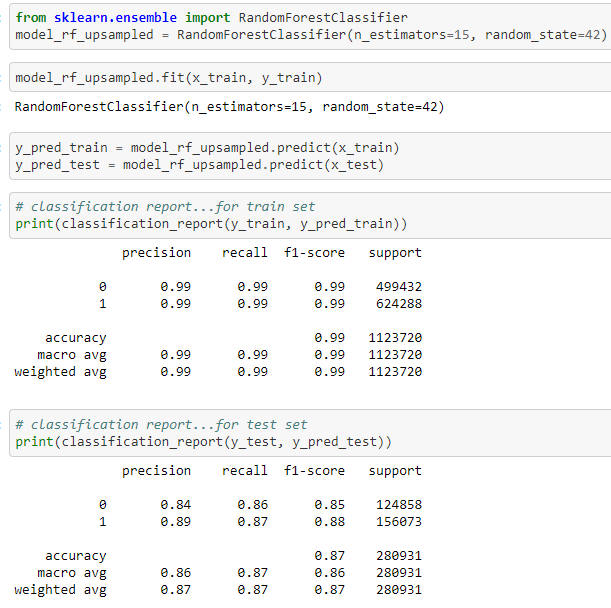 from sklearn.ensemble import RandomForestClassifier
model_rf_upsampled = RandomForestClassifier(n_estimators=15, random_state=42)
model_rf_upsampled.fit(x_train, y_train)
RandomForestClassifier(n_estimators=15, random_state=42)
y_pred_train = model_rf_upsampled.predict(x_train)
y_pred_test = model_rf_upsampled.predict(x_test)
# classification report...for train set
print(classification_report(y_train, y_pred_train))
precision recall f1-score support
0 0.99 0.99 0.99 499432
1 0.99 0.99 0.99 624288
accuracy 0.99 1123720
macro avg 0.99 0.99 0.99 1123720
weighted avg 0.99 0.99 0.99 1123720
# classification report...for test set
print(classification_report(y_test, y_pred_test))
precision recall f1-score support
0 0.84 0.86 0.85 124858
1 0.89 0.87 0.88 156073
accuracy 0.87 280931
macro avg 0.86 0.87 0.86 280931
weighted avg 0.87 0.87 0.87 280931